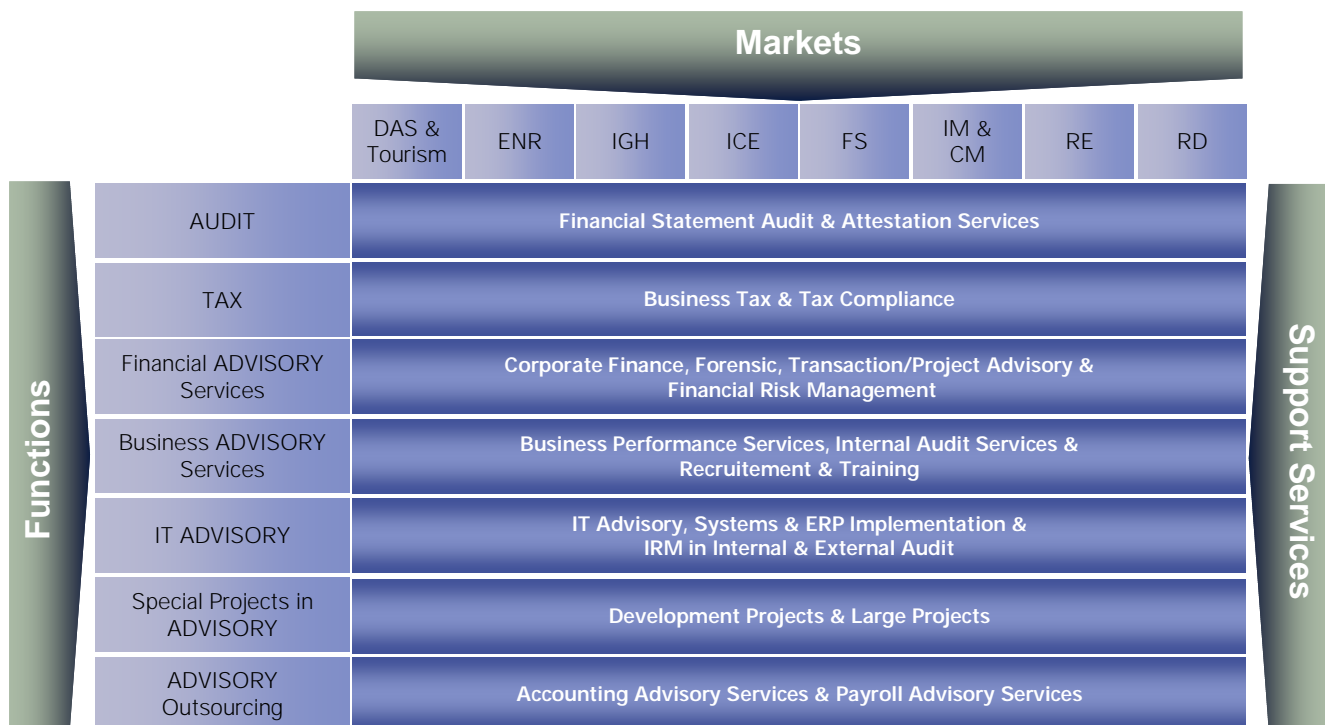 Markets
DAS &
Tourism
ENR
IGH
ICE
FS
IM &
CM
RE
RD
Functions
AUDIT
Financial Statement Audit & Attestation Services
TAX
Business Tax & Tax Compliance
Financial ADVISORY
Services
Corporate Finance, Forensic, Transaction/Project Advisory &
Financial Risk Management
Business ADVISORY
Services
Business Performance Services, Internal Audit Services &
Recruitement & Training
IT ADVISORY
IT Advisory, Systems & ERP Implementation &
IRM in Internal & External Audit
Special Projects in
ADVISORY
Development Projects & Large Projects
ADVISORY
Outsourcing
Accounting Advisory Services & Payroll Advisory Services
Support Services